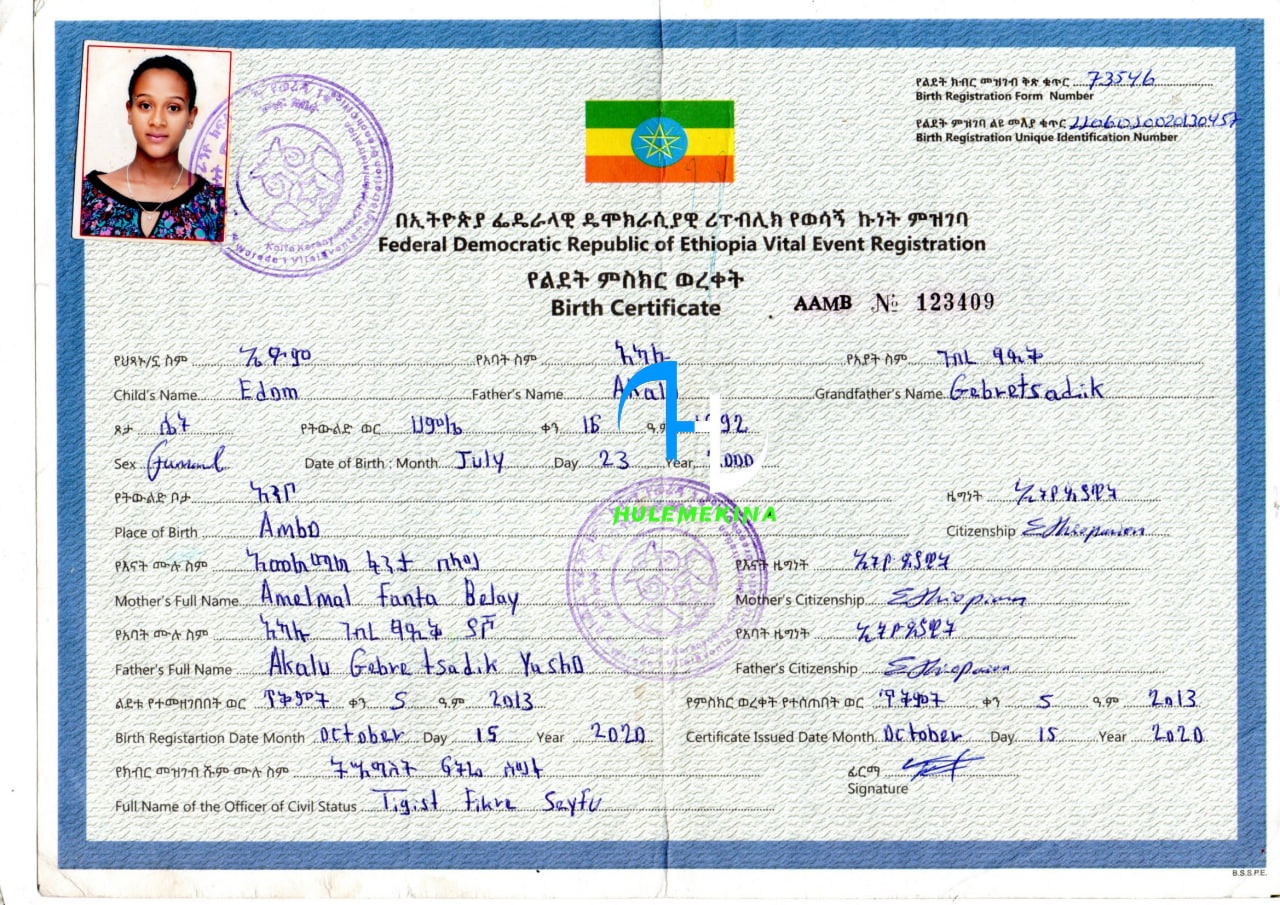 የልደት ክብር መዝገብ ቅጽ ቁጥር 73546
Birth Registration Form Number
የልደት ምዝገባ ልዩ መለያ ቁጥር
Birth Registration Unique Identification Number
በኢትዮጵያ ፌዴራላዊ ዴሞክራሲያዊ ሪፐብሊክ የወሳኝ ኩነት ምዝገባ
Federal Democratic Republic of Ethiopia Vital Event Registration
የልደት ምስክር ወረቀት
Birth Certificate
AAMB № 123409
የህጻኑ/ኗ ስም ኤዶም የአባት ስም አካሉ የአያት ስም ገብረ ፃዲቅ
Child's Name Edom Father's Name Akalu Grandfather's Name Gebretsadik
ጾታ ሴት የትውልድ ወር ሀምሌ ቀን 16 ዓ.ም
Sex Date of Birth : Month July Day 23 Year 2000
የትውልድ ቦታ አምቦ ዜግነት ኢትዮጵያዊት
Place of Birth Ambo Citizenship Ethiopian
የእናት ሙሉ ስም አመልማል ፋንታ በላይ የእናት ዜግነት ኢትዮጵያዊት
Mother's Full Name Amelmal Fanta Belay Mother's Citizenship Ethiopian
የአባት ሙሉ ስም አካሉ ገብረ ፃዲቅ ያሾ የአባት ዜግነት ኢትዮጵያዊ
Father's Full Name Akalu Gebretsadik Yasho Father's Citizenship Ethiopian
ልደቱ የተመዘገበበት ወር ጥቅምት ቀን 5 ዓ.ም 2013 የምስክር ወረቀት የተሰጠበት ወር ጥቅምት ቀን 5 ዓ.ም 2013
Birth Registartion Date Month October Day 15 Year 2020 Certificate Issued Date Month October Day 15 Year 2020
የክብር መዝገብ ሹም ሙሉ ስም ትዕግስት ፍቅሬ ሰይፉ ፊርማ
Full Name of the Officer of Civil Status Tigist Fikre Seyfu Signature
HULEMEKINA
B.S.S.P.E.